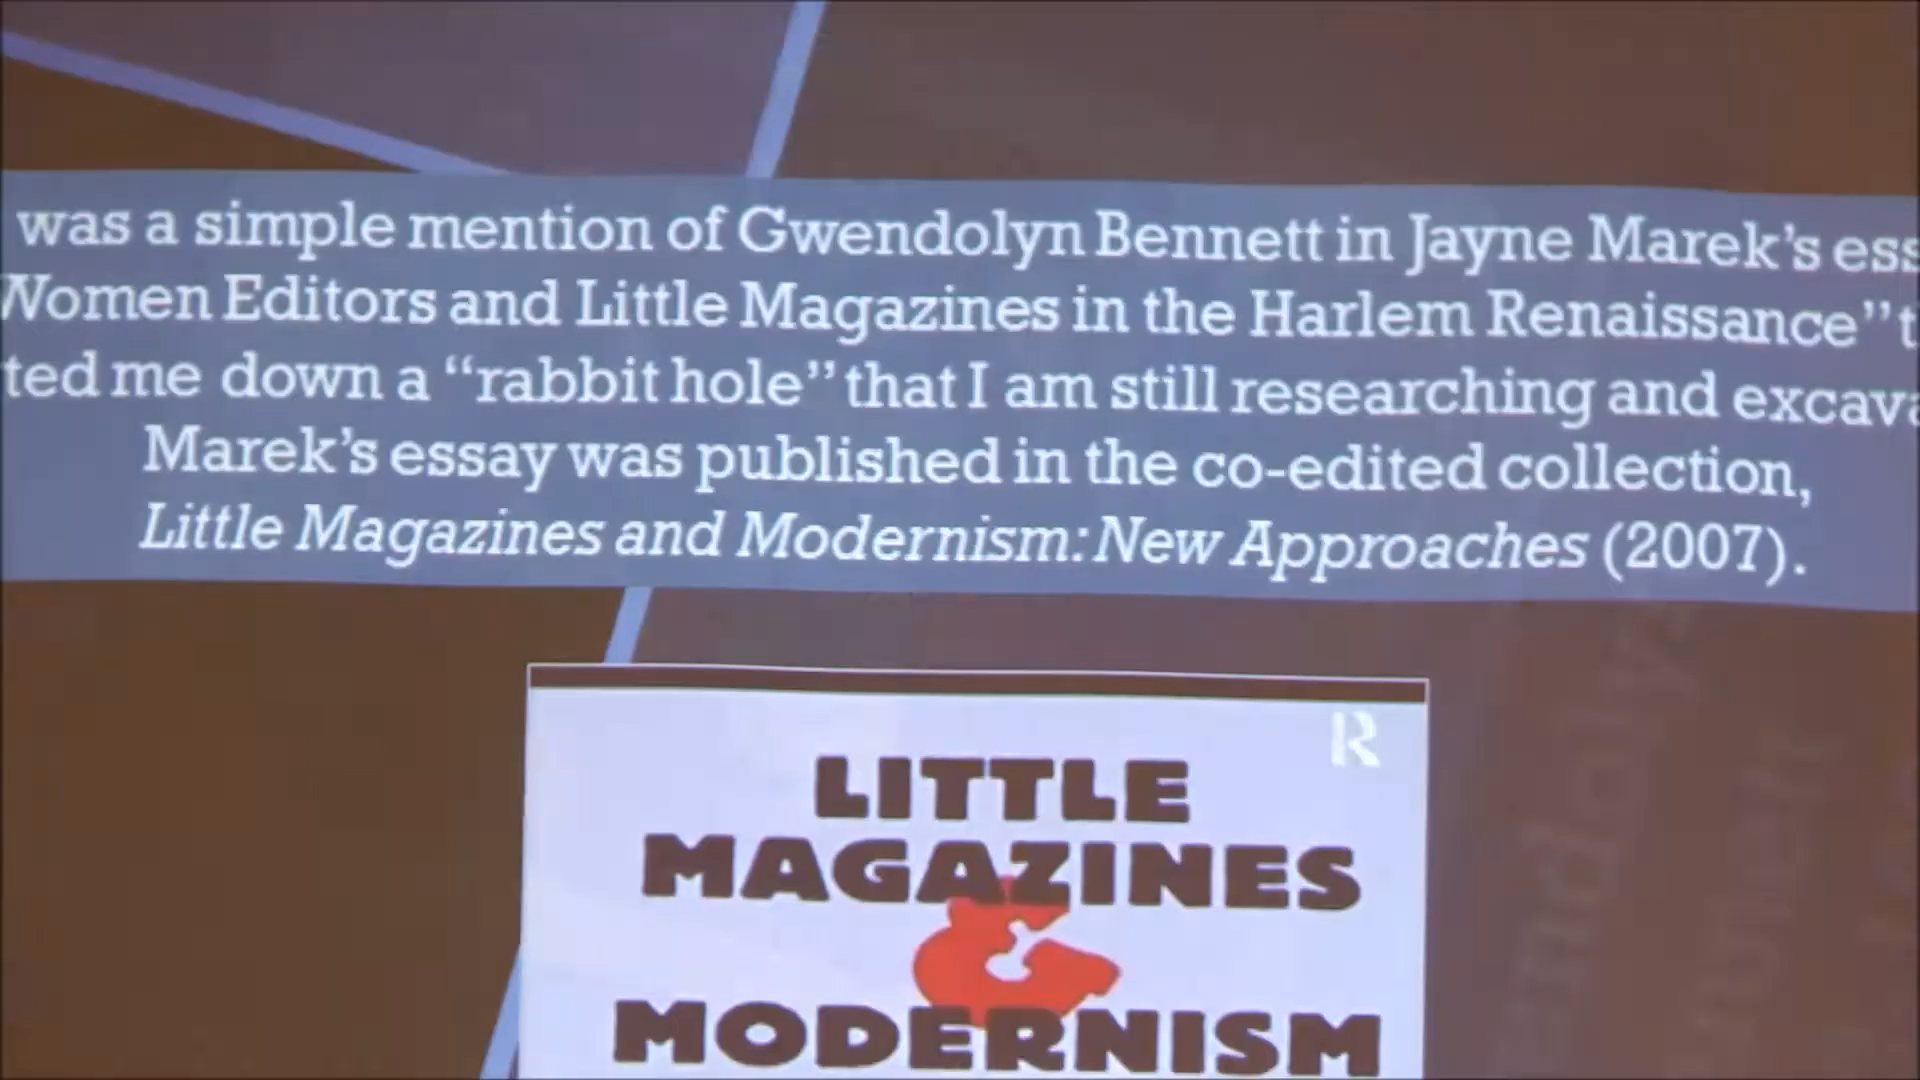 was a simple mention of Gwendolyn Bennett in Jayne Marek's
Women Editors and Little Magazines in the Harlem Renaissance"
me down a "rabbit hole" that I am still researching and
Marek's essay was published in the co-edited collection,
Little Magazines and Modernism: New Approaches (2007).
R
LITTLE
MAGAZINES
&
MODERNISM